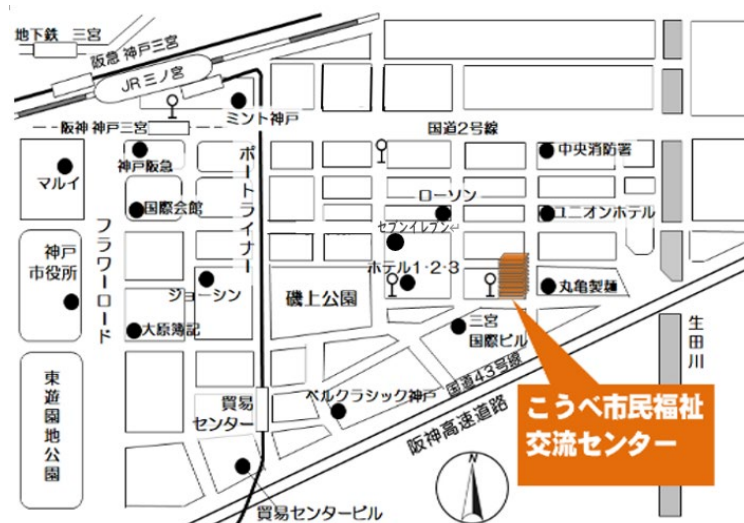 地下鉄 三宮
阪急 神戸三宮
JR 三ノ宮
ミント神戸
阪神 神戸三宮
国道2号線
マルイ
神戸阪急
ポートライナー
中央消防署
国際会館
ローソン
ユニオンホテル
フラワーロード
セブンイレブン
神戸
市役所
ホテル1・2・3
ジョーシン
磯上公園
丸亀製麺
大原簿記
三宮
国際ビル
生田川
国道43号線
東遊園地公園
貿易
センター
ベルクラシック神戸
阪神高速道路
こうべ市民福祉
交流センター
N
貿易センタービル